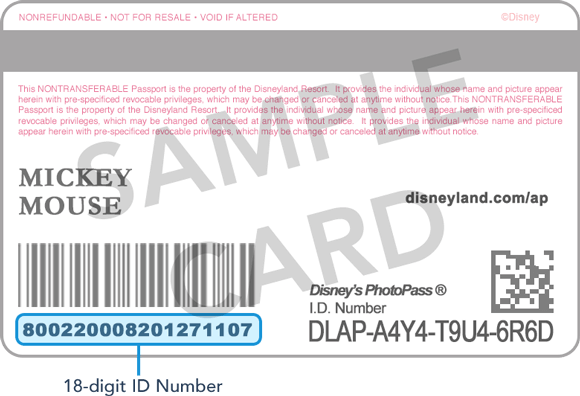 NONREFUNDABLE • NOT FOR RESALE • VOID IF ALTERED
©Disney
This NONTRANSFERABLE Passport is the property of the Disneyland Resort. It provides the individual whose name and picture appear
herein with pre-specificed revocable privileges, which may be changed or canceled at anytime without notice.This NONTRANSFERABLE
Passport is the property of the Disneyland Resort. It provides the individual whose name and picture appear herein with pre-specificed
revocable privileges, which may be changed or canceled at anytime without notice. It provides the individual whose name and picture
appear herein with pre-specificed revocable privileges, which may be changed or canceled at anytime without notice.
SAMPLE
CARD
MICKEY
MOUSE
disneyland.com/ap
Disney's PhotoPass ®
I.D. Number
DLAP-A4Y4-T9U4-6R6D
800220008201271107
18-digit ID Number